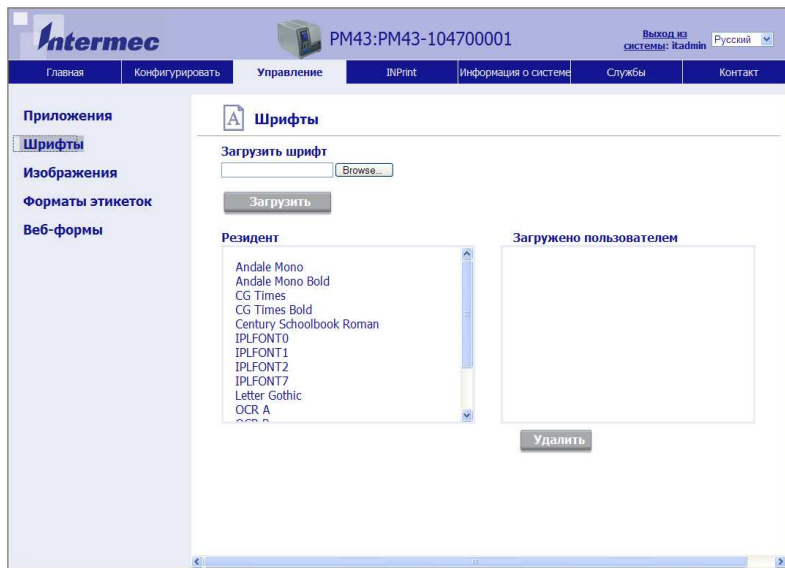 Intermec
PM43:PM43-104700001
Выход из
системы: itadmin
Русский
Главная
Конфигурировать
Управление
INPrint
Информация о системе
Службы
Контакт
Приложения
Шрифты
Изображения
Форматы этикеток
Веб-формы
A
Шрифты
Загрузить шрифт
Browse...
Загрузить
Резидент
Загружено пользователем
Andale Mono
Andale Mono Bold
CG Times
CG Times Bold
Century Schoolbook Roman
IPLFONT0
IPLFONT1
IPLFONT2
IPLFONT7
Letter Gothic
OCR A
Удалить